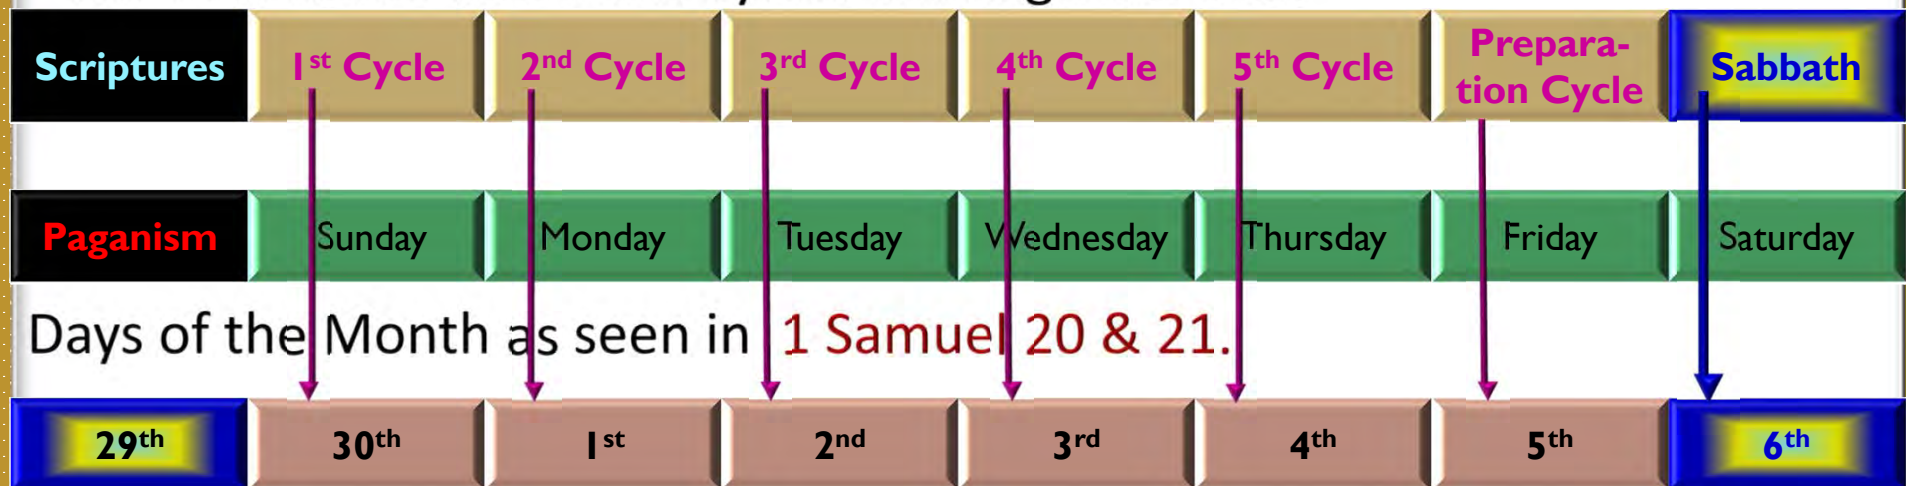 Scriptures 1st Cycle 2nd Cycle 3rd Cycle 4th Cycle 5th Cycle Prepara-
tion Cycle Sabbath
Paganism Sunday Monday Tuesday Wednesday Thursday Friday Saturday
Days of the Month as seen in 1 Samuel 20 & 21.
29th 30th 1st 2nd 3rd 4th 5th 6th